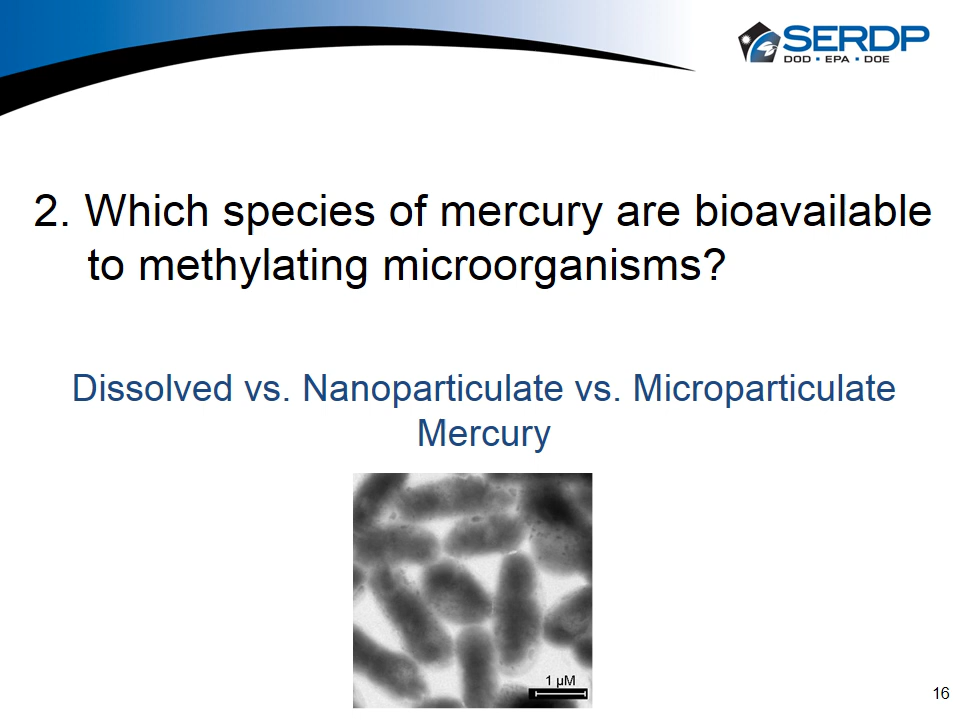 SERDP
DOD • EPA • DOE
2. Which species of mercury are bioavailable
to methylating microorganisms?
Dissolved vs. Nanoparticulate vs. Microparticulate
Mercury
1 µM
16